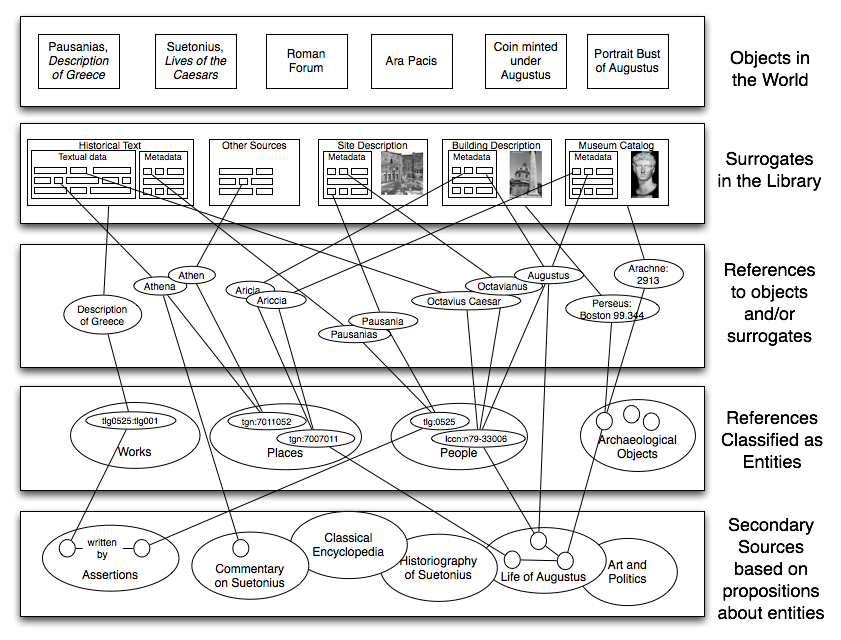 Pausanias,
Description
of Greece
Suetonius,
Lives of the
Caesars
Roman
Forum
Ara Pacis
Coin minted
under
Augustus
Portrait Bust
of Augustus
Objects in
the World
Historical Text
Textual data
Metadata
Other Sources
Site Description
Metadata
Building Description
Metadata
Museum Catalog
Metadata
Surrogates
in the Library
Athen
Athena
Aricia
Ariccia
Description
of Greece
Pausania
Pausanias
Octavius Caesar
Octavianus
Augustus
Perseus:
Boston 99.344
Arachne:
2913
References
to objects
and/or
surrogates
tlg0525:tlg001
Works
tgn:7011052
tgn:7007011
Places
tlg:0525
lccn:n79-33006
People
Archaeological
Objects
References
Classified as
Entities
written
by
Assertions
Commentary
on Suetonius
Classical
Encyclopedia
Historiography
of Suetonius
Life of Augustus
Art and
Politics
Secondary
Sources
based on
propositions
about entities